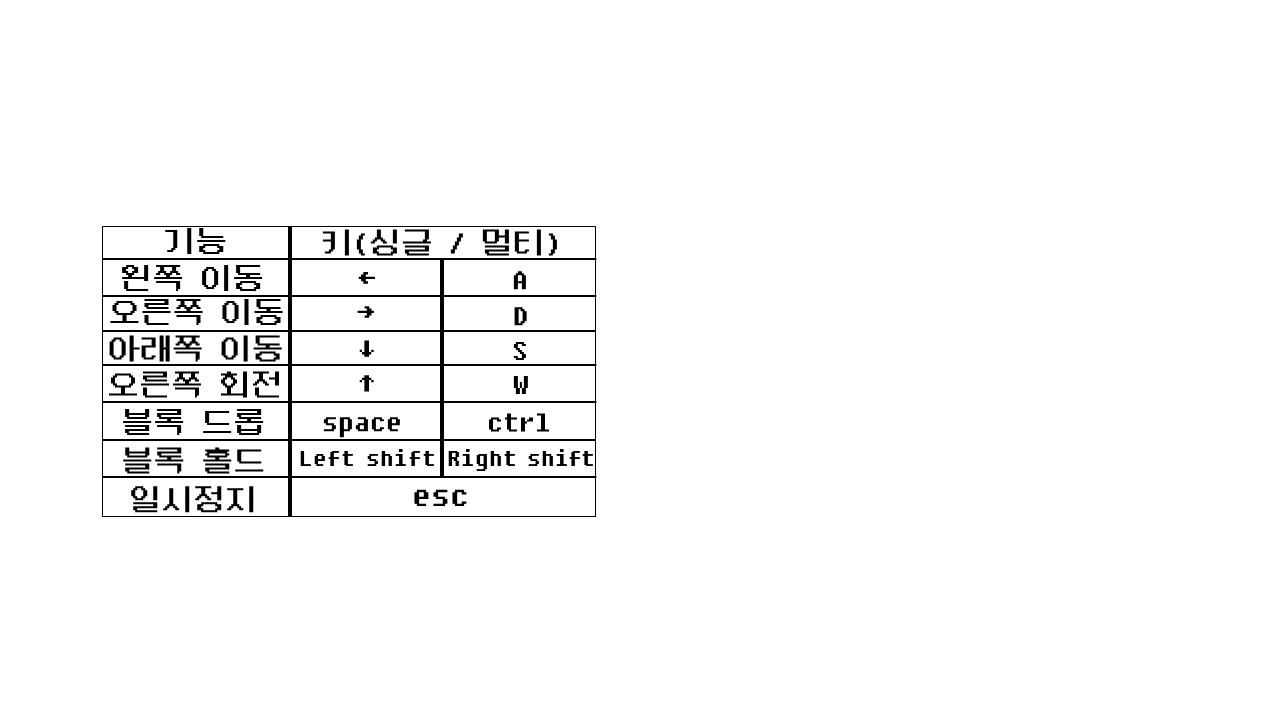 기능 키(싱글 / 멀티)
왼쪽 이동 ← A
오른쪽 이동 → D
아래쪽 이동 ↓ S
오른쪽 회전 ↑ W
블록 드롭 space ctrl
블록 홀드 Left shift Right shift
일시정지 esc